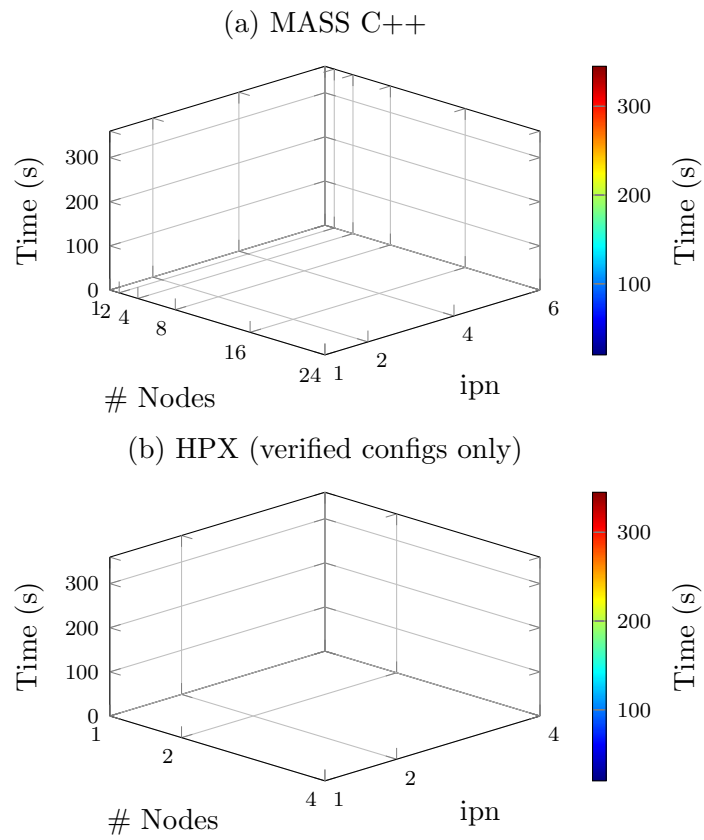 (a) MASS C++
300
200
100
0
Time (s)
1 2 4 8 16 24
# Nodes
1 2 4 6
ipn
300
200
100
Time (s)
(b) HPX (verified configs only)
300
200
100
0
Time (s)
1 2 4
# Nodes
1 2 4
ipn
300
200
100
Time (s)